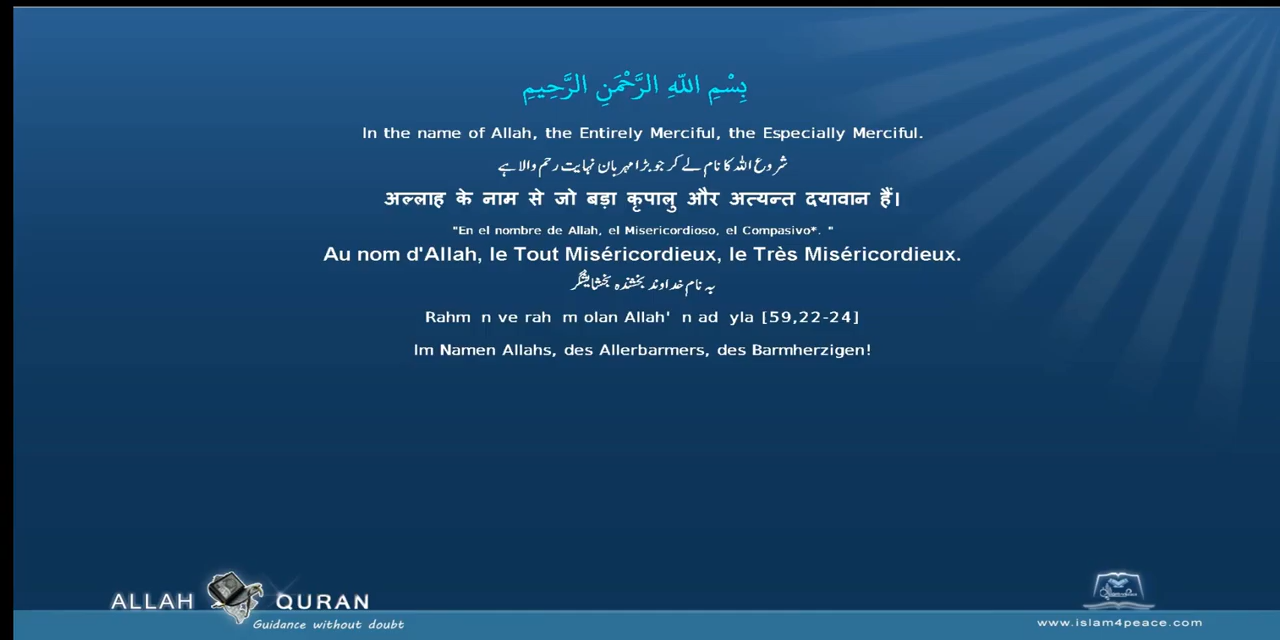 بِسْمِ اللّهِ الرَّحْمَنِ الرَّحِيمِ
In the name of Allah, the Entirely Merciful, the Especially Merciful.
شروع اللہ کا نام لے کر جو بڑا مہربان نہایت رحم والا ہے
अल्लाह के नाम से जो बड़ा कृपालु और अत्यन्त दयावान हैं।
"En el nombre de Allah, el Misericordioso, el Compasivo*. "
Au nom d'Allah, le Tout Miséricordieux, le Très Miséricordieux.
به نام خداوند بخشنده بخشایشگر
Rahm n ve rah m olan Allah' n ad yla [59,22-24]
Im Namen Allahs, des Allerbarmers, des Barmherzigen!
ALLAH QURAN
Guidance without doubt
www.islam4peace.com